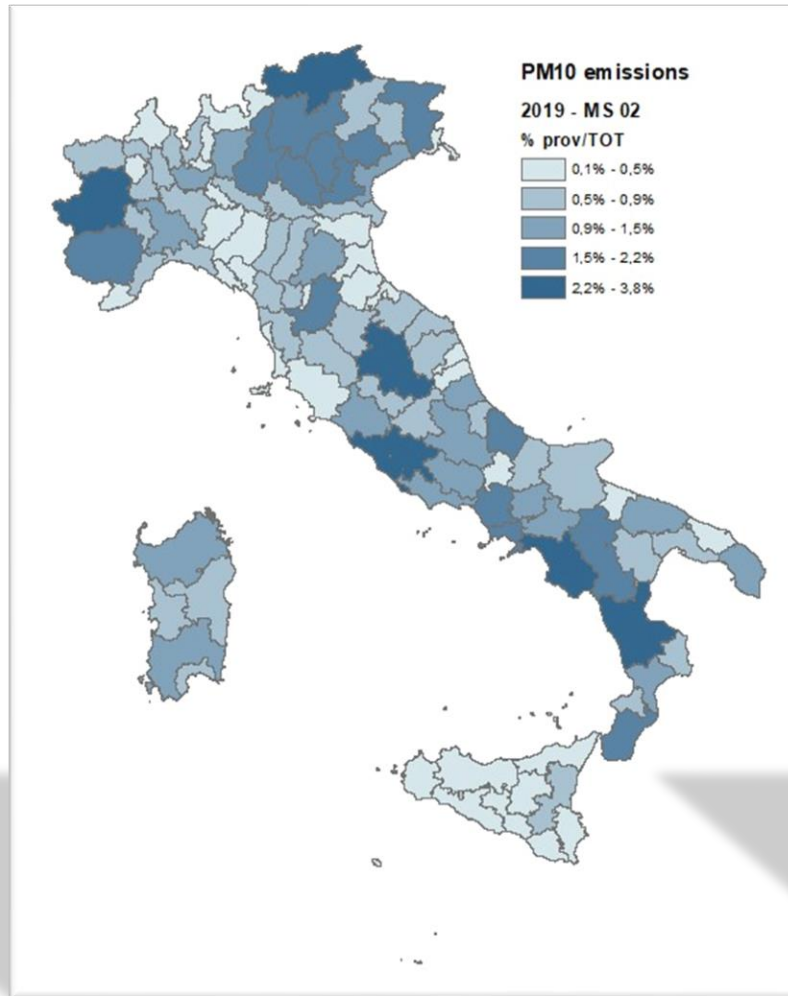 PM10 emissions
2019 - MS 02
% prov/TOT
0,1% - 0,5%
0,5% - 0,9%
0,9% - 1,5%
1,5% - 2,2%
2,2% - 3,8%